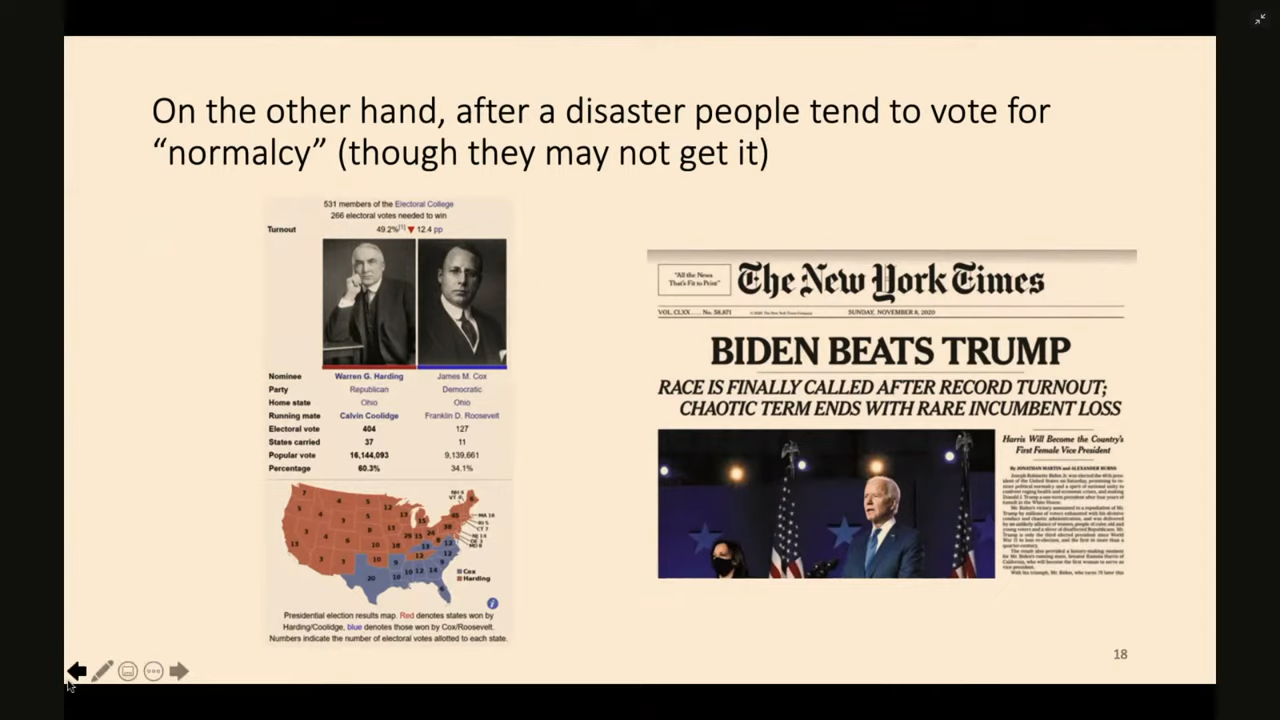 On the other hand, after a disaster people tend to vote for
“normalcy” (though they may not get it)
531 members of the Electoral College
266 electoral votes needed to win
Turnout 49.2%[1] ▼ 12.4 pp
Nominee Warren G. Harding James M. Cox
Party Republican Democratic
Home state Ohio Ohio
Running mate Calvin Coolidge Franklin D. Roosevelt
Electoral vote 404 127
States carried 37 11
Popular vote 16,144,093 9,139,661
Percentage 60.3% 34.1%
Cox
Harding
Presidential election results map. Red denotes states won by
Harding/Coolidge, blue denotes those won by Cox/Roosevelt.
Numbers indicate the number of electoral votes allotted to each state.
"All the News
That's Fit to Print"
The New York Times
VOL. CLXX . . . No. 58,871
© 2020 The New York Times Company
SUNDAY, NOVEMBER 8, 2020
BIDEN BEATS TRUMP
RACE IS FINALLY CALLED AFTER RECORD TURNOUT;
CHAOTIC TERM ENDS WITH RARE INCUMBENT LOSS
Harris Will Become the Country's
First Female Vice President
By JONATHAN MARTIN and ALEXANDER BURNS
18